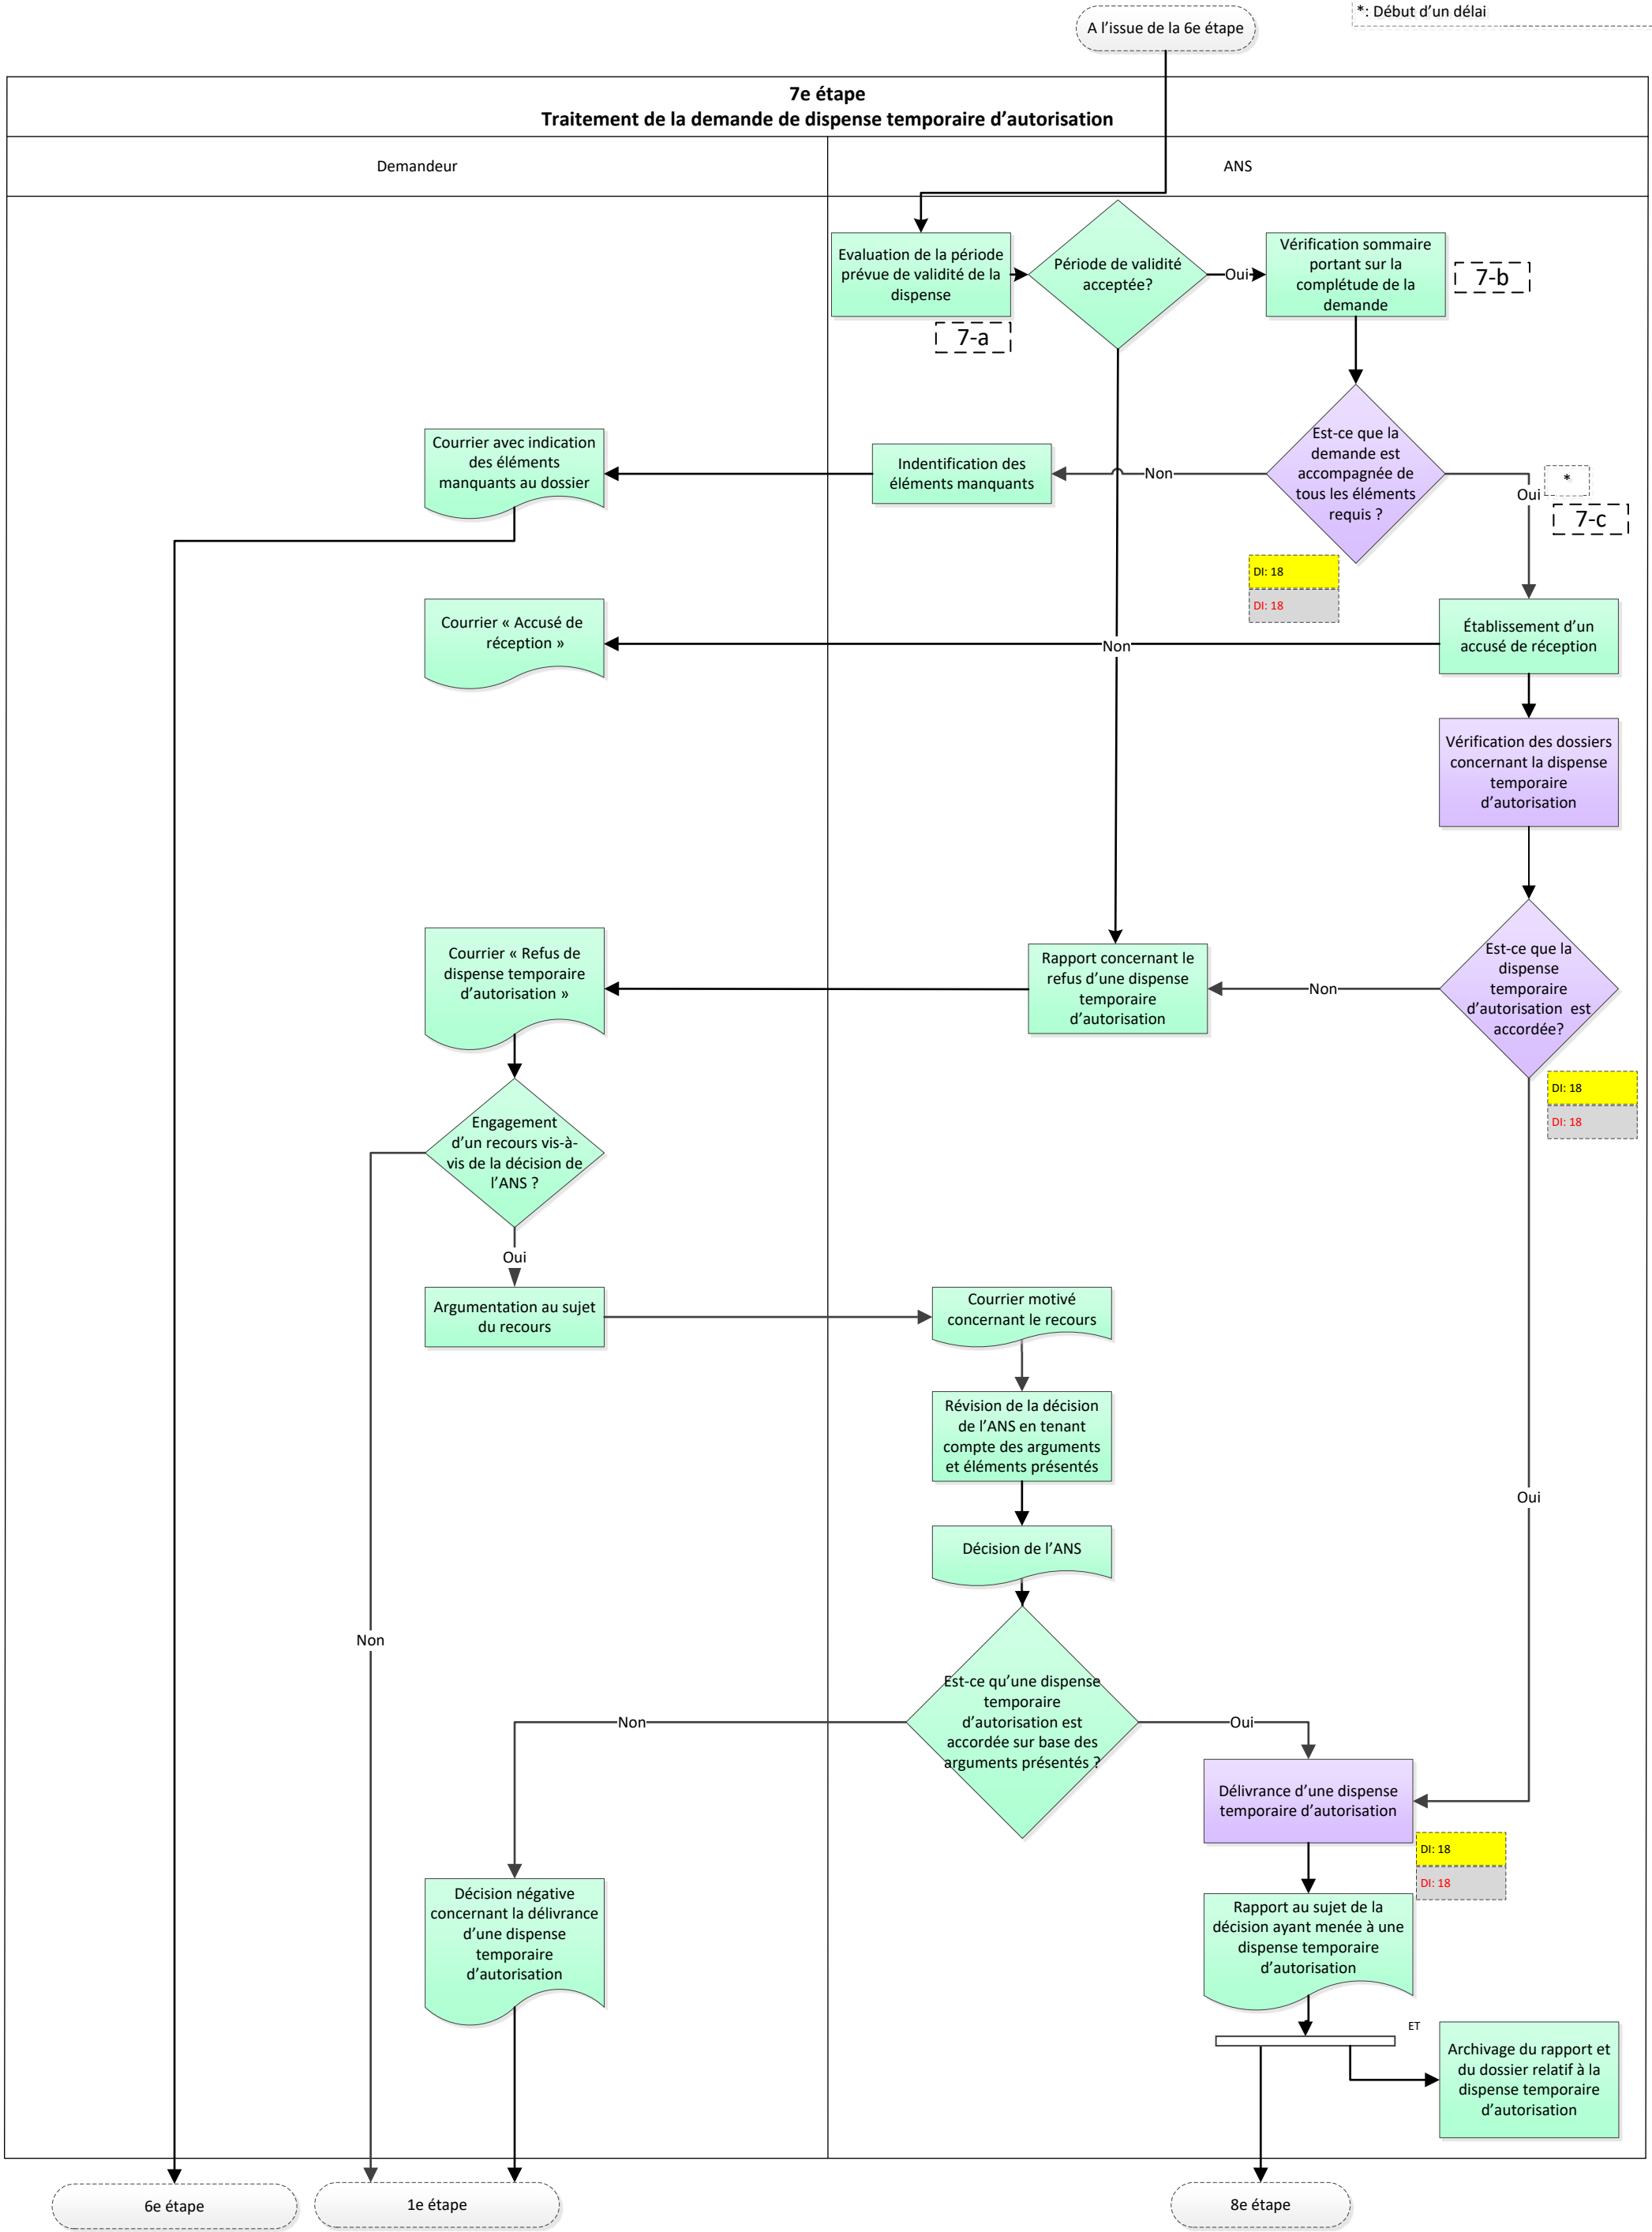 *: Début d’un délai
A l’issue de la 6e étape
7e étape
Traitement de la demande de dispense temporaire d’autorisation
Demandeur
ANS
Evaluation de la période
prévue de validité de la
dispense
7-a
Période de validité
acceptée?
Oui
Vérification sommaire
portant sur la
complétude de la
demande
7-b
Est-ce que la
demande est
accompagnée de
tous les éléments
requis ?
Non
Indentification des
éléments manquants
Courrier avec indication
des éléments
manquants au dossier
*
Oui
7-c
DI: 18
DI: 18
Établissement d’un
accusé de réception
Courrier « Accusé de
réception »
Non
Vérification des dossiers
concernant la dispense
temporaire
d’autorisation
Est-ce que la
dispense
temporaire
d’autorisation est
accordée?
Non
Rapport concernant le
refus d’une dispense
temporaire
d’autorisation
Courrier « Refus de
dispense temporaire
d’autorisation »
DI: 18
DI: 18
Engagement
d’un recours vis-à-
vis de la décision de
l’ANS ?
Oui
Argumentation au sujet
du recours
Courrier motivé
concernant le recours
Révision de la décision
de l’ANS en tenant
compte des arguments
et éléments présentés
Oui
Décision de l’ANS
Non
Est-ce qu’une dispense
temporaire
d’autorisation est
accordée sur base des
arguments présentés ?
Non
Oui
Délivrance d’une dispense
temporaire d’autorisation
DI: 18
DI: 18
Décision négative
concernant la délivrance
d’une dispense
temporaire
d’autorisation
Rapport au sujet de la
décision ayant menée à une
dispense temporaire
d’autorisation
ET
Archivage du rapport et
du dossier relatif à la
dispense temporaire
d’autorisation
6e étape
1e étape
8e étape